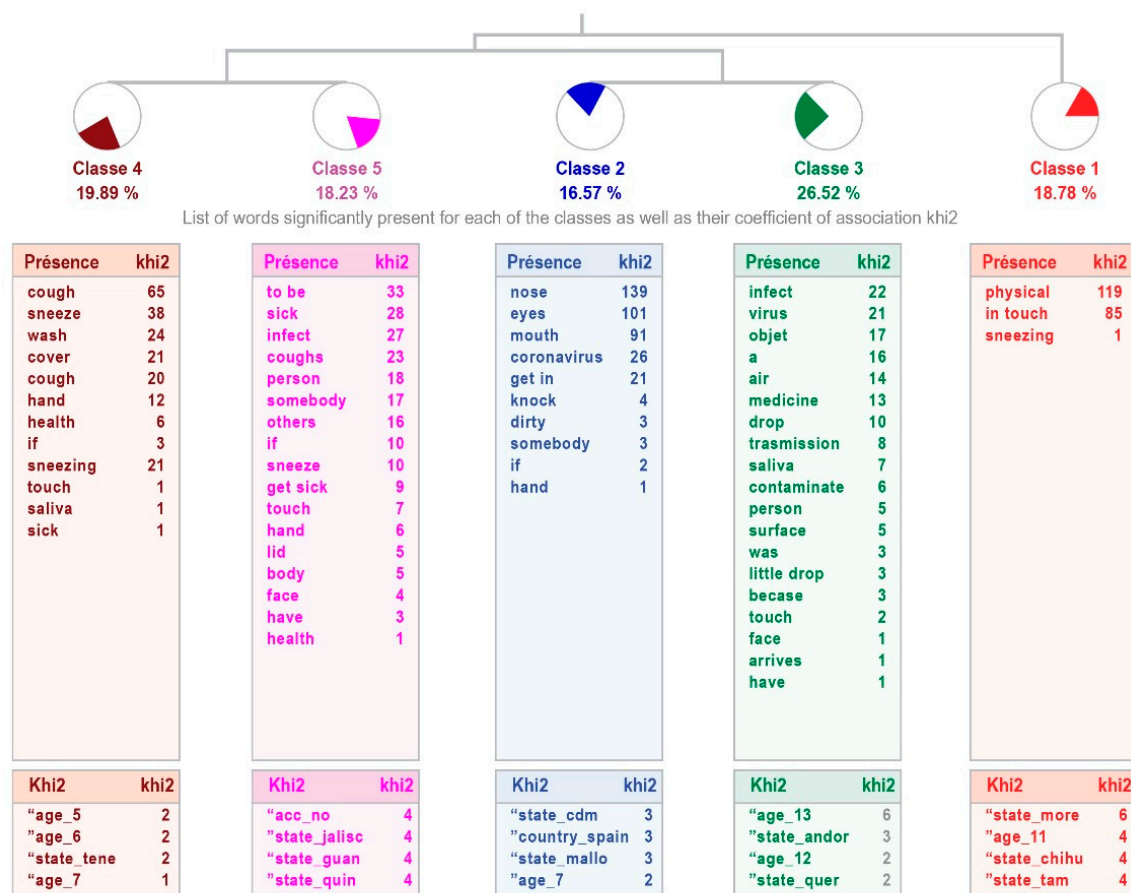 Classe 4 Classe 5 Classe 2 Classe 3 Classe 1
19.89 % 18.23 % 16.57 % 26.52 % 18.78 %
List of words significantly present for each of the classes as well as their coefficient of association khi2
Présence khi2
cough 65
sneeze 38
wash 24
cover 21
cough 20
hand 12
health 6
if 3
sneezing 21
touch 1
saliva 1
sick 1
Présence khi2
to be 33
sick 28
infect 27
coughs 23
person 18
somebody 17
others 16
if 10
sneeze 10
get sick 9
touch 7
hand 6
lid 5
body 5
face 4
have 3
health 1
Présence khi2
nose 139
eyes 101
mouth 91
coronavirus 26
get in 21
knock 4
dirty 3
somebody 3
if 2
hand 1
Présence khi2
infect 22
virus 21
objet 17
a 16
air 14
medicine 13
drop 10
trasmission 8
saliva 7
contaminate 6
person 5
surface 5
was 3
little drop 3
becase 3
touch 2
face 1
arrives 1
have 1
Présence khi2
physical 119
in touch 85
sneezing 1
Khi2 khi2
“age_5 2
“age_6 2
“state_tene 2
“age_7 1
Khi2 khi2
“acc_no 4
”state_jalisc 4
”state_guan 4
”state_quin 4
Khi2 khi2
“state_cdm 3
”country_spain 3
”state_mallo 3
”age_7 2
Khi2 khi2
“age_13 6
”state_andor 3
”age_12 2
”state_quer 2
Khi2 khi2
“state_more 6
”age_11 4
”state_chihu 4
”state_tam 4